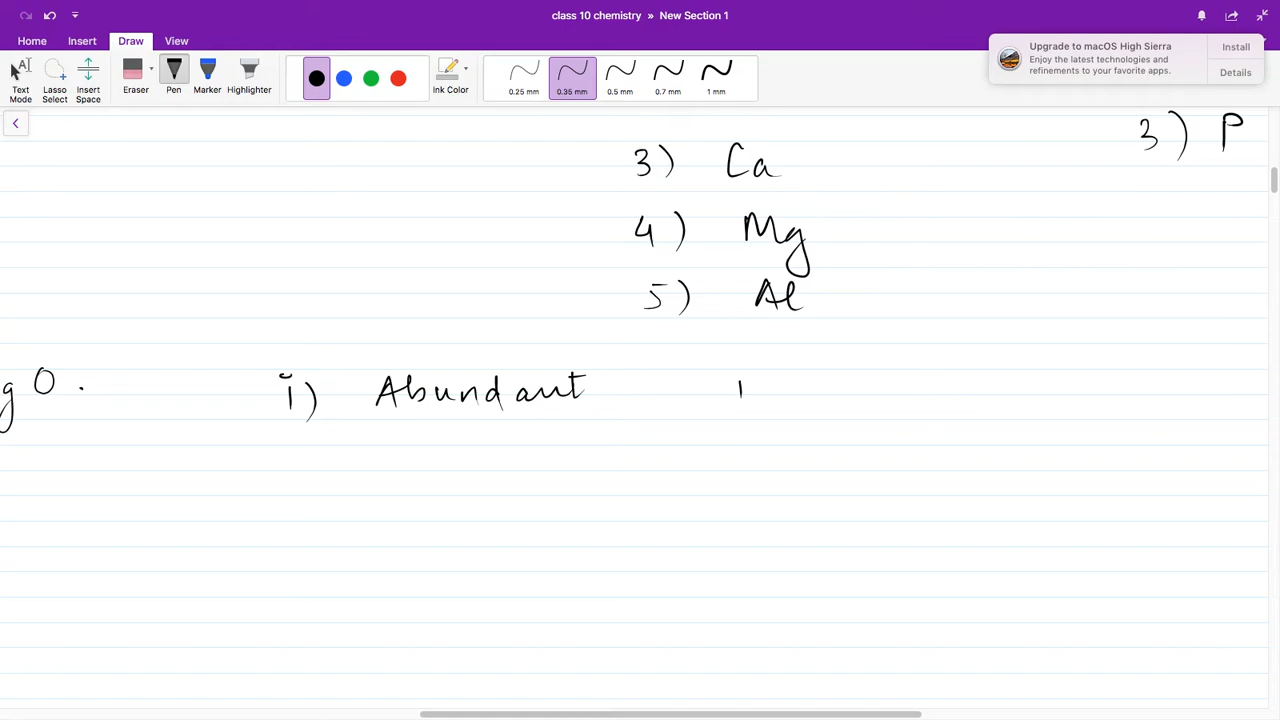 class 10 chemistry » New Section 1
Home Insert Draw View
Upgrade to macOS High Sierra
Enjoy the latest technologies and
refinements to your favorite apps.
Install
Details
Text Mode
Lasso Select
Insert Space
Eraser
Pen
Marker
Highlighter
Ink Color
0.25 mm 0.35 mm 0.5 mm 0.7 mm 1 mm
3) P
3) Ca
4) Mg
5) Al
g O.
i) Abundant